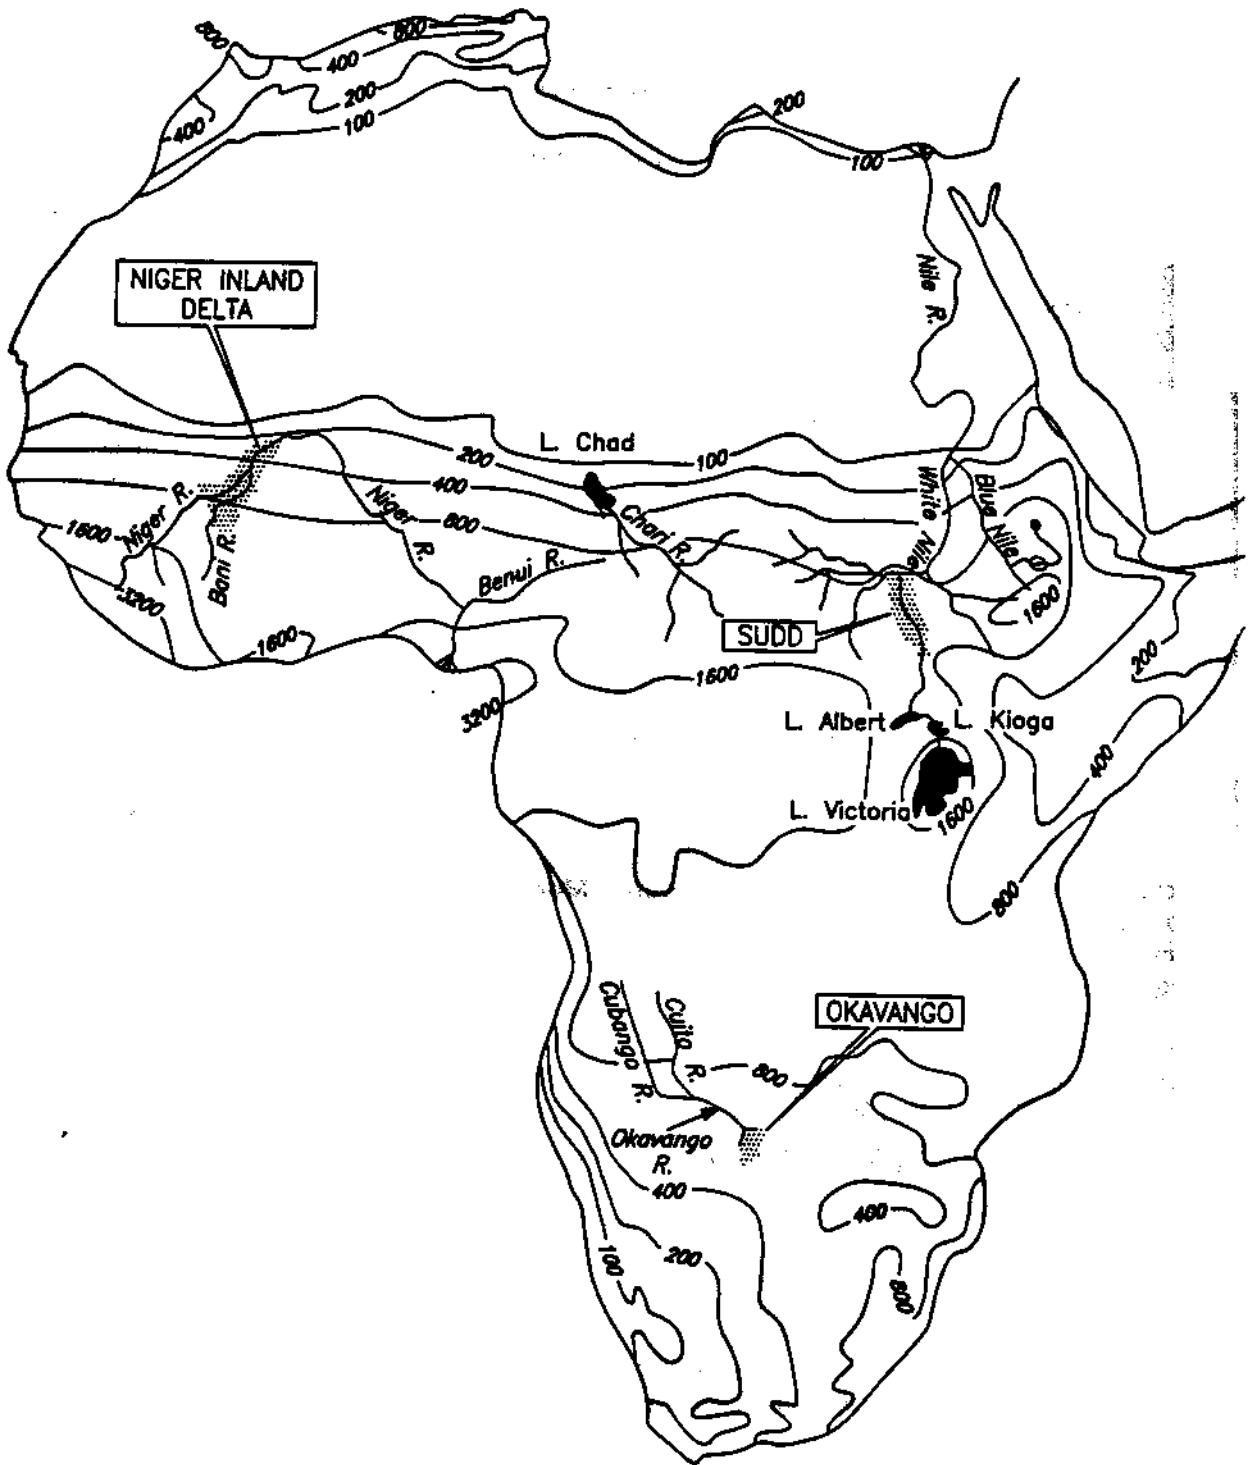 800
800
400
200
200
400
100
100
NIGER INLAND
DELTA
Nile R.
L. Chad
200
100
400
White Nile
Blue Nile
Niger R.
Niger R.
800
Chari R.
1600
Bani R.
Benui R.
3200
1600
1600
SUDD
200
1600
3200
L. Albert
L. Kioga
400
L. Victoria
1600
800
Cubango R.
Cuito R.
OKAVANGO
800
Okavango
R.
400
400
100
200
800